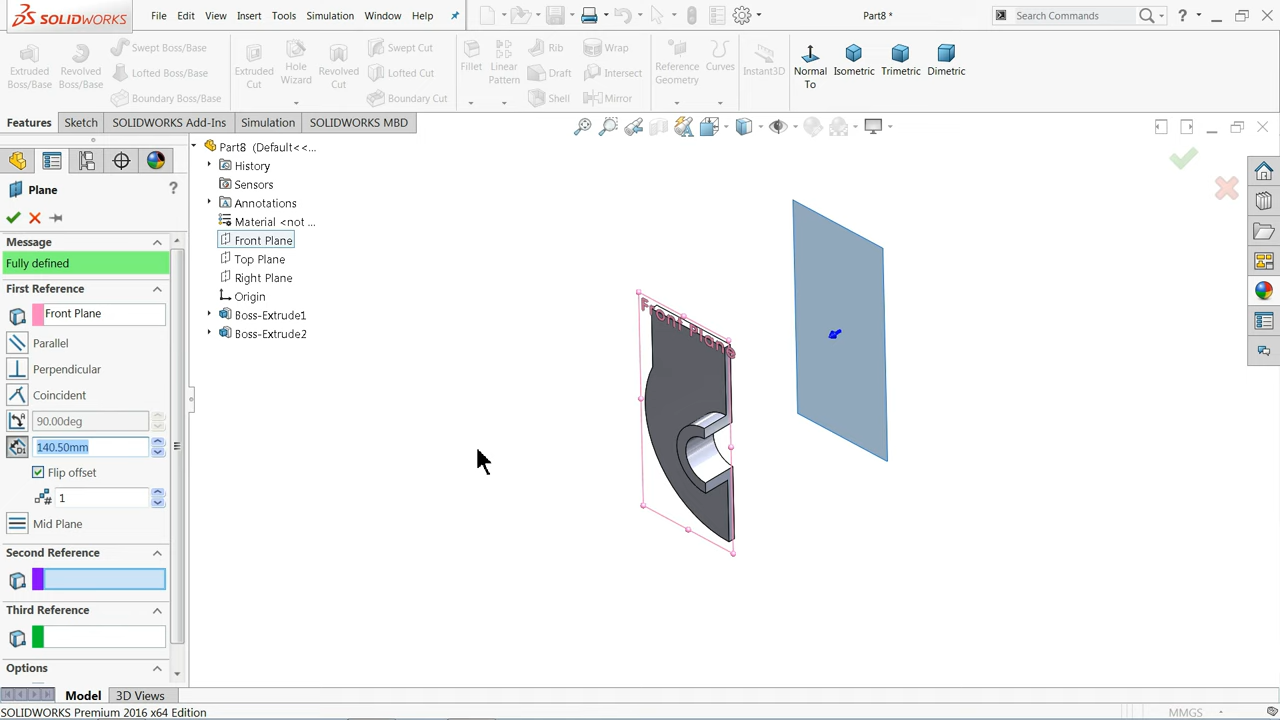 SOLIDWORKS File Edit View Insert Tools Simulation Window Help Part8 * Search Commands ?
Extruded Boss/Base Revolved Boss/Base Swept Boss/Base Lofted Boss/Base Boundary Boss/Base Extruded Cut Hole Wizard Revolved Cut Swept Cut Lofted Cut Boundary Cut Fillet Linear Pattern Rib Draft Shell Wrap Intersect Mirror Reference Geometry Curves Instant3D Normal To Isometric Trimetric Dimetric
Features Sketch SOLIDWORKS Add-Ins Simulation SOLIDWORKS MBD
Part8 (Default<<...
History
Sensors
Annotations
Material <not ...
Front Plane
Top Plane
Right Plane
Origin
Boss-Extrude1
Boss-Extrude2
Plane ?
Message
Fully defined
First Reference
Front Plane
Parallel
Perpendicular
Coincident
90.00deg
140.50mm
Flip offset
1
Mid Plane
Second Reference
Third Reference
Options
Front Plane
Model 3D Views
SOLIDWORKS Premium 2016 x64 Edition MMGS